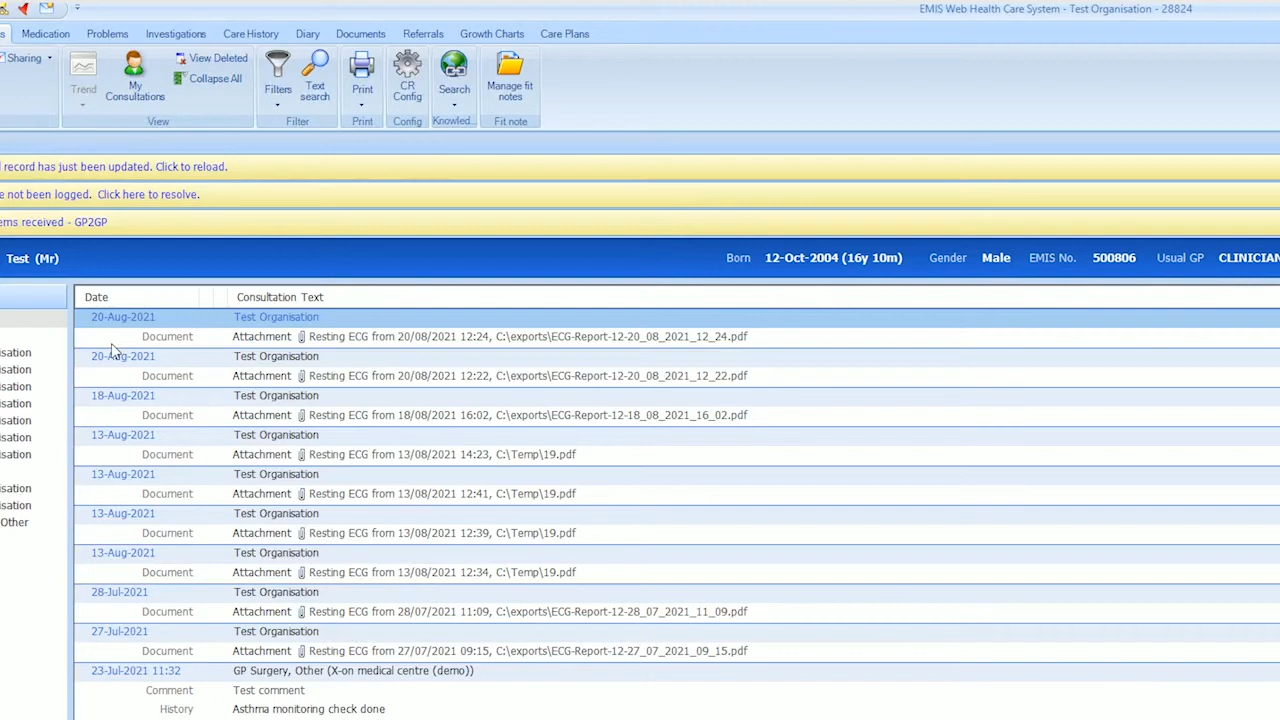 EMIS Web Health Care System - Test Organisation - 28824
Medication Problems Investigations Care History Diary Documents Referrals Growth Charts Care Plans
Sharing
Trend
My Consultations
View Deleted
Collapse All
View
Filters
Text search
Filter
Print
Print
CR Config
Config
Search
Knowled...
Manage fit notes
Fit note
record has just been updated. Click to reload.
e not been logged. Click here to resolve.
ems received - GP2GP
Test (Mr) Born 12-Oct-2004 (16y 10m) Gender Male EMIS No. 500806 Usual GP CLINICIAN
Date Consultation Text
20-Aug-2021 Test Organisation
Document Attachment Resting ECG from 20/08/2021 12:24, C:\exports\ECG-Report-12-20_08_2021_12_24.pdf
20-Aug-2021 Test Organisation
Document Attachment Resting ECG from 20/08/2021 12:22, C:\exports\ECG-Report-12-20_08_2021_12_22.pdf
18-Aug-2021 Test Organisation
Document Attachment Resting ECG from 18/08/2021 16:02, C:\exports\ECG-Report-12-18_08_2021_16_02.pdf
13-Aug-2021 Test Organisation
Document Attachment Resting ECG from 13/08/2021 14:23, C:\Temp\19.pdf
13-Aug-2021 Test Organisation
Document Attachment Resting ECG from 13/08/2021 12:41, C:\Temp\19.pdf
13-Aug-2021 Test Organisation
Document Attachment Resting ECG from 13/08/2021 12:39, C:\Temp\19.pdf
13-Aug-2021 Test Organisation
Document Attachment Resting ECG from 13/08/2021 12:34, C:\Temp\19.pdf
28-Jul-2021 Test Organisation
Document Attachment Resting ECG from 28/07/2021 11:09, C:\exports\ECG-Report-12-28_07_2021_11_09.pdf
27-Jul-2021 Test Organisation
Document Attachment Resting ECG from 27/07/2021 09:15, C:\exports\ECG-Report-12-27_07_2021_09_15.pdf
23-Jul-2021 11:32 GP Surgery, Other (X-on medical centre (demo))
Comment Test comment
History Asthma monitoring check done
isation
isation
isation
isation
isation
isation
isation
isation
isation
Other